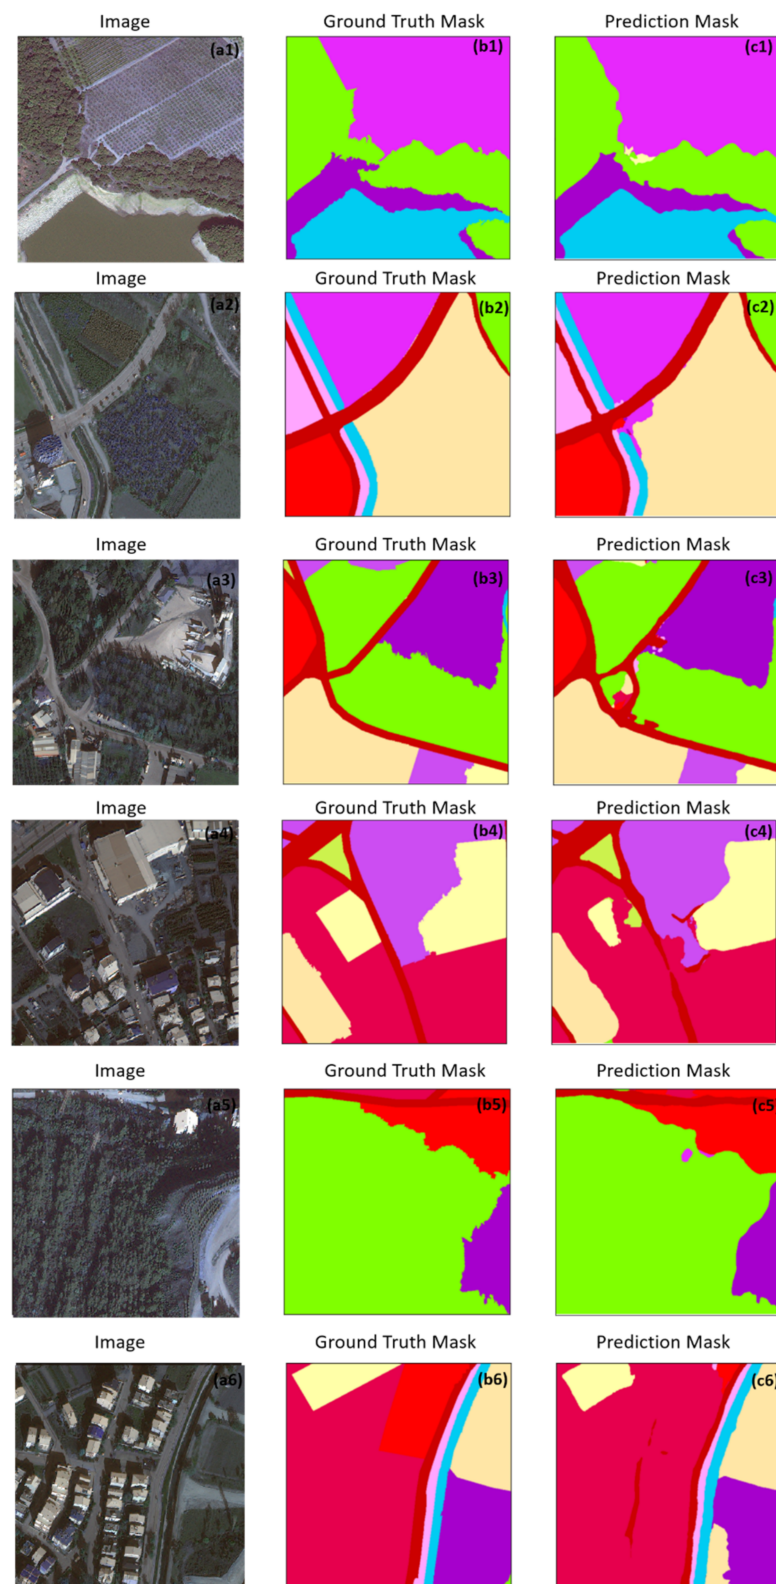 Image Ground Truth Mask Prediction Mask
(a1) (b1) (c1)
Image Ground Truth Mask Prediction Mask
(a2) (b2) (c2)
Image Ground Truth Mask Prediction Mask
(a3) (b3) (c3)
Image Ground Truth Mask Prediction Mask
(a4) (b4) (c4)
Image Ground Truth Mask Prediction Mask
(a5) (b5) (c5)
Image Ground Truth Mask Prediction Mask
(a6) (b6) (c6)